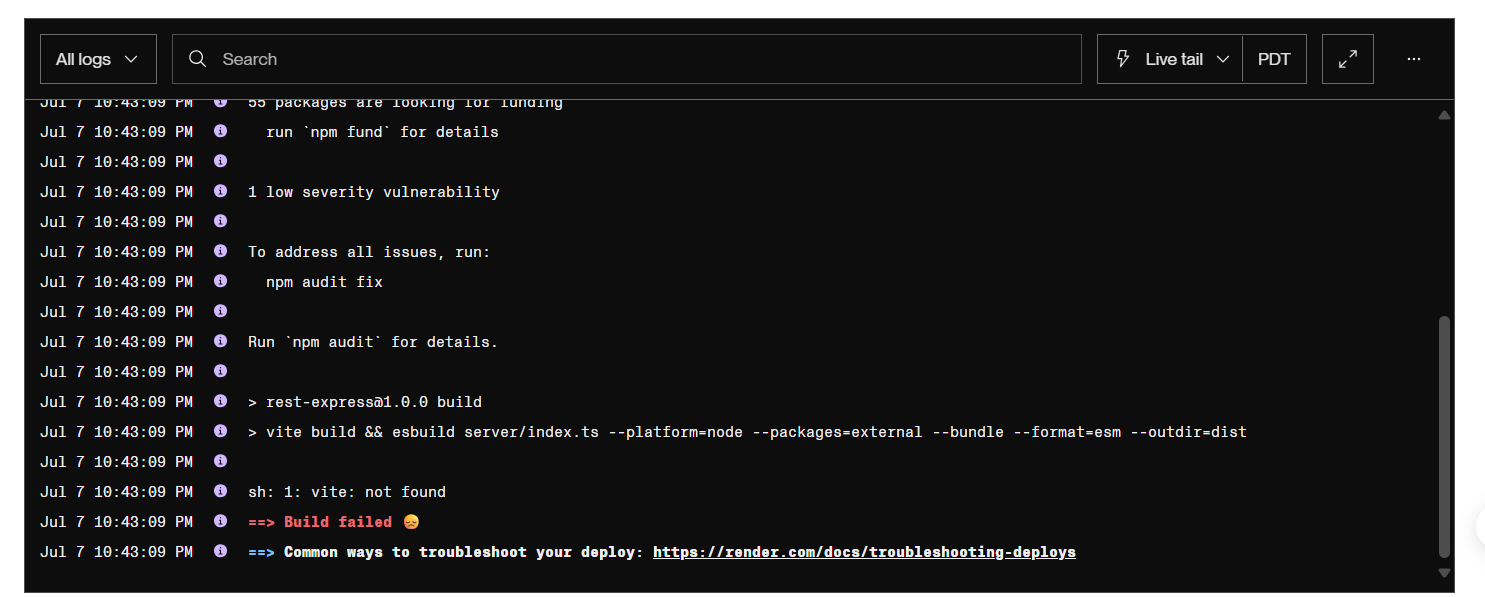 All logs Search Live tail PDT ...
Jul 7 10:43:09 PM 55 packages are looking for funding
Jul 7 10:43:09 PM run `npm fund` for details
Jul 7 10:43:09 PM
Jul 7 10:43:09 PM 1 low severity vulnerability
Jul 7 10:43:09 PM
Jul 7 10:43:09 PM To address all issues, run:
Jul 7 10:43:09 PM npm audit fix
Jul 7 10:43:09 PM
Jul 7 10:43:09 PM Run `npm audit` for details.
Jul 7 10:43:09 PM
Jul 7 10:43:09 PM > rest-express@1.0.0 build
Jul 7 10:43:09 PM > vite build && esbuild server/index.ts --platform=node --packages=external --bundle --format=esm --outdir=dist
Jul 7 10:43:09 PM
Jul 7 10:43:09 PM sh: 1: vite: not found
Jul 7 10:43:09 PM ==> Build failed 😞
Jul 7 10:43:09 PM ==> Common ways to troubleshoot your deploy: https://render.com/docs/troubleshooting-deploys